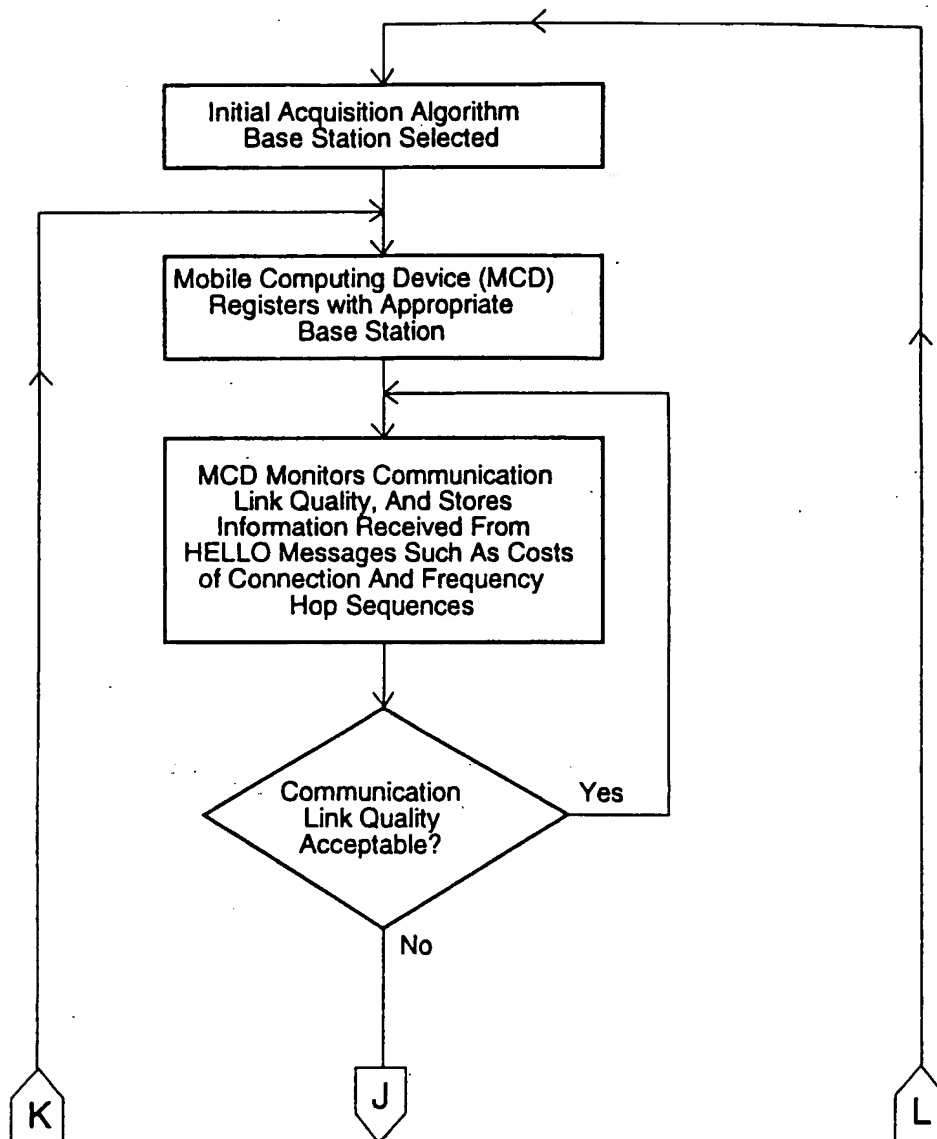 Initial Acquisition Algorithm
Base Station Selected
Mobile Computing Device (MCD)
Registers with Appropriate
Base Station
MCD Monitors Communication
Link Quality, And Stores
Information Received From
HELLO Messages Such As Costs
of Connection And Frequency
Hop Sequences
Communication
Link Quality
Acceptable?
Yes
No
K
J
L